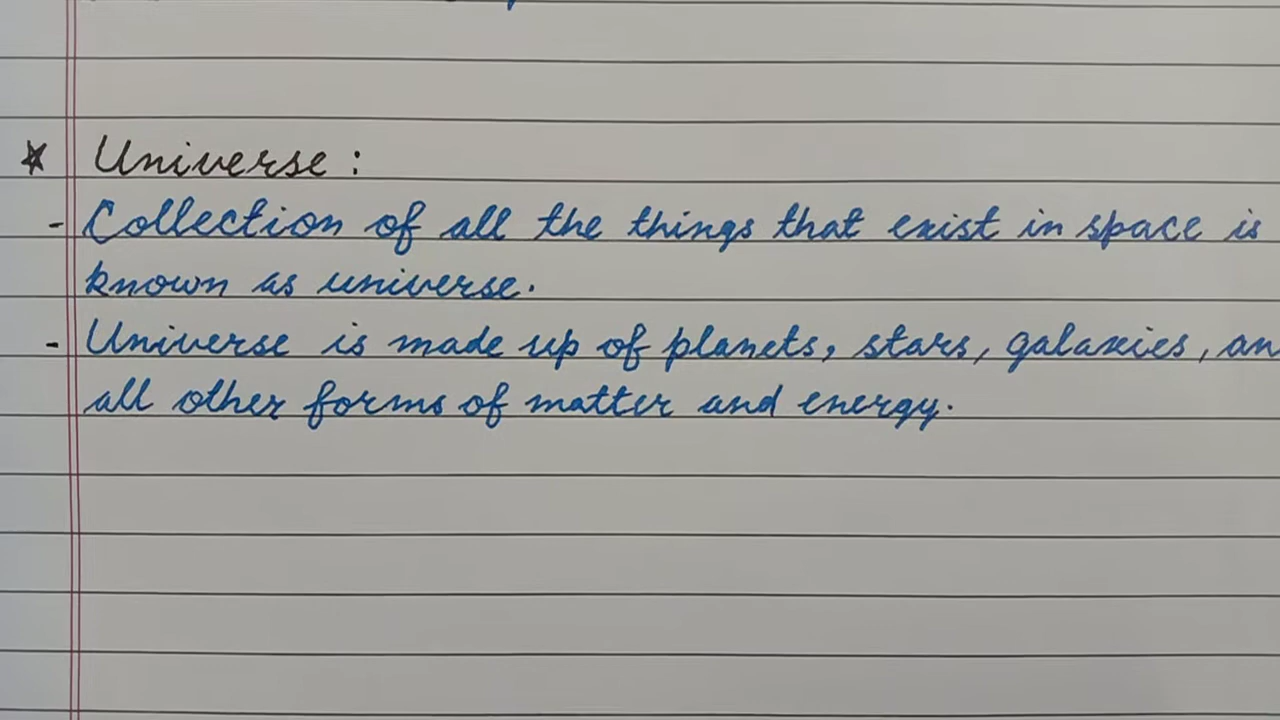 * Universe :
- Collection of all the things that exist in space is
known as universe.
- Universe is made up of planets, stars, galaxies, an
all other forms of matter and energy.